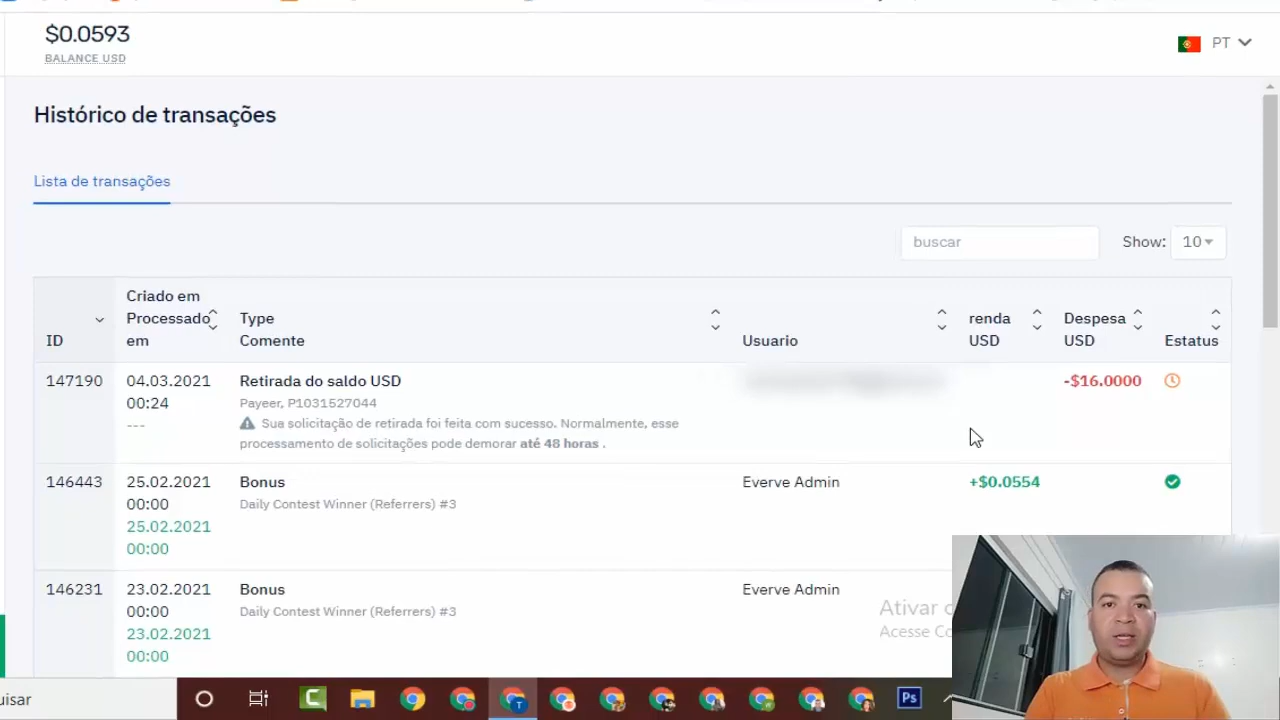 $0.0593
BALANCE USD
PT
Histórico de transações
Lista de transações
buscar
Show:
10
ID
Criado em
Processado
em
Type
Comente
Usuario
renda
USD
Despesa
USD
Estatus
147190
04.03.2021
00:24
---
Retirada do saldo USD
Payeer, P1031527044
Sua solicitação de retirada foi feita com sucesso. Normalmente, esse
processamento de solicitações pode demorar até 48 horas .
-$16.0000
146443
25.02.2021
00:00
25.02.2021
00:00
Bonus
Daily Contest Winner (Referrers) #3
Everve Admin
+$0.0554
146231
23.02.2021
00:00
23.02.2021
00:00
Bonus
Daily Contest Winner (Referrers) #3
Everve Admin
Ativar
Acesse
uisar
C
T
Ps